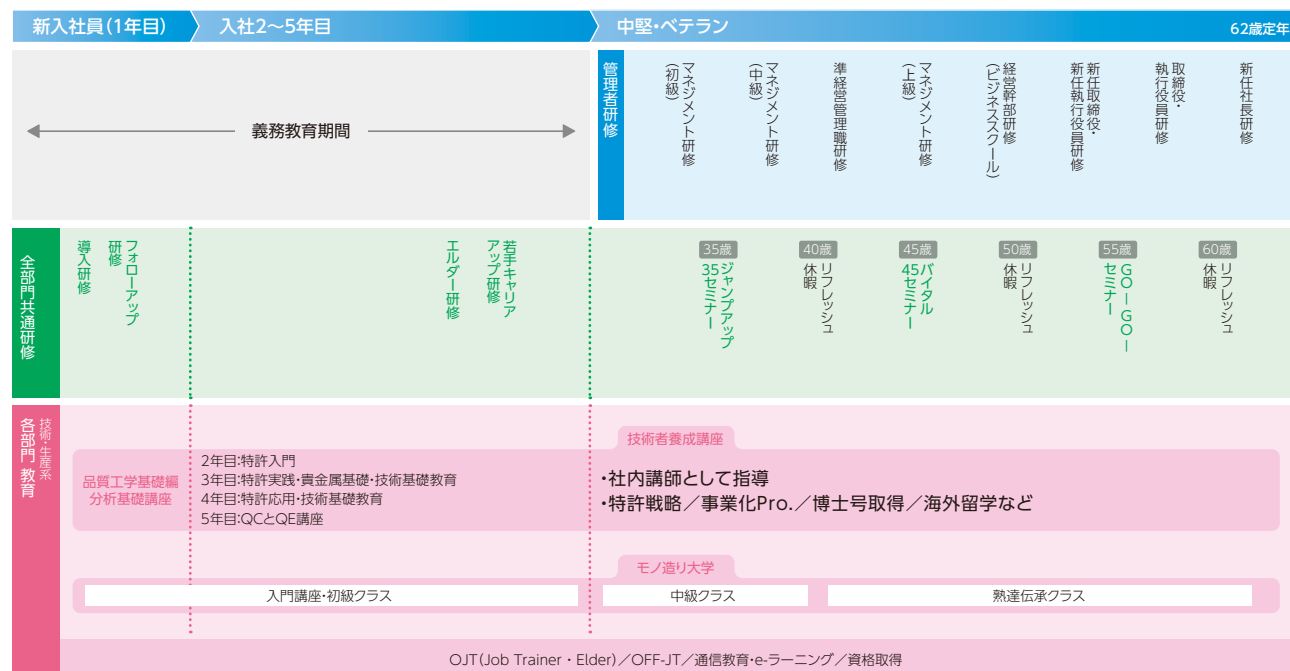 新入社員(1年目)
入社2～5年目
中堅・ベテラン
62歳定年
義務教育期間
管理者研修
マネジメント研修
(初級)
マネジメント研修
(中級)
準経営管理職研修
マネジメント研修
(上級)
経営幹部研修
(ビジネススクール)
新任取締役・
新任執行役員研修
取締役・
執行役員研修
新任社長研修
全部門共通研修
導入研修
フォローアップ
研修
エルダー研修
若手キャリア
アップ研修
35歳
ジャンプアップ
35セミナー
40歳
リフレッシュ
休暇
45歳
バイタル
45セミナー
50歳
リフレッシュ
休暇
55歳
GO－GO－
セミナー
60歳
リフレッシュ
休暇
技術・生産系
各部門 教育
技術者養成講座
品質工学基礎編
分析基礎講座
2年目:特許入門
3年目:特許実践・貴金属基礎・技術基礎教育
4年目:特許応用・技術基礎教育
5年目:QCとQE講座
・社内講師として指導
・特許戦略／事業化Pro.／博士号取得／海外留学など
モノ造り大学
入門講座・初級クラス
中級クラス
熟達伝承クラス
OJT(Job Trainer・Elder)／OFF-JT／通信教育・e-ラーニング／資格取得